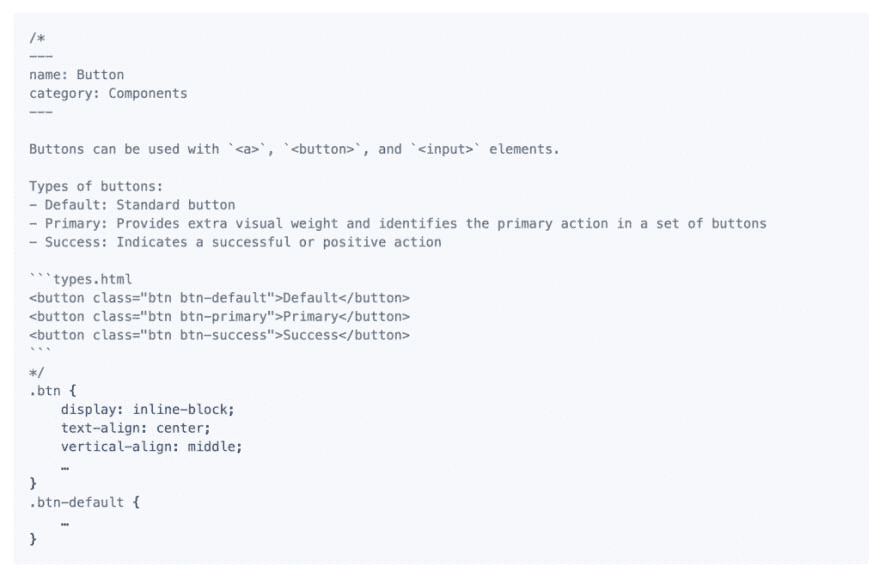 /*
---
name: Button
category: Components
---
Buttons can be used with `<a>`, `<button>`, and `<input>` elements.
Types of buttons:
- Default: Standard button
- Primary: Provides extra visual weight and identifies the primary action in a set of buttons
- Success: Indicates a successful or positive action
```types.html
<button class="btn btn-default">Default</button>
<button class="btn btn-primary">Primary</button>
<button class="btn btn-success">Success</button>
```
*/
.btn {
    display: inline-block;
    text-align: center;
    vertical-align: middle;
    …
}
.btn-default {
    …
}